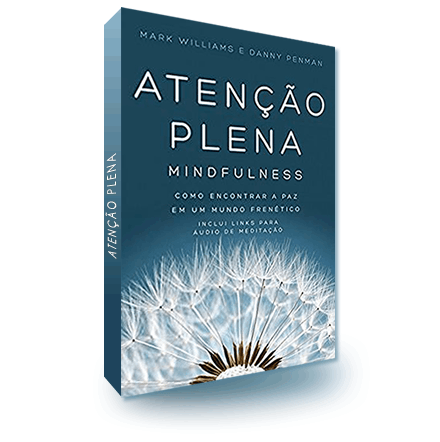 MARK WILLIAMS E DANNY PENMAN
ATENÇÃO
PLENA
MINDFULNESS
COMO ENCONTRAR A PAZ
EM UM MUNDO FRENÉTICO
INCLUI LINKS PARA
ÁUDIO DE MEDITAÇÃO
ATENÇÃO PLENA